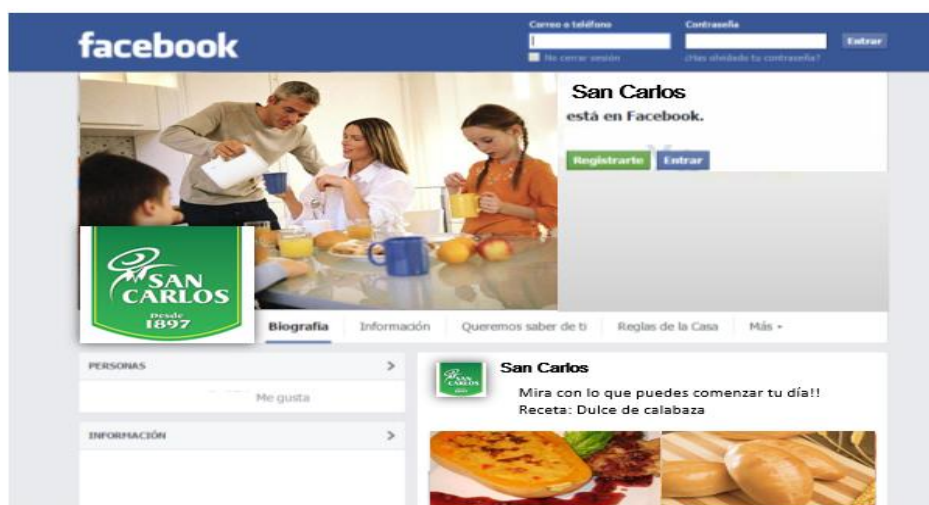 facebook
Correo o teléfono
Contraseña
Entrar
No cerrar sesión
¿Has olvidado tu contraseña?
San Carlos
está en Facebook.
Registrarte
Entrar
SAN
CARLOS
Desde
1897
Biografía
Información
Queremos saber de ti
Reglas de la Casa
Más
PERSONAS
Me gusta
INFORMACIÓN
SAN
CARLOS
San Carlos
Mira con lo que puedes comenzar tu día!!
Receta: Dulce de calabaza